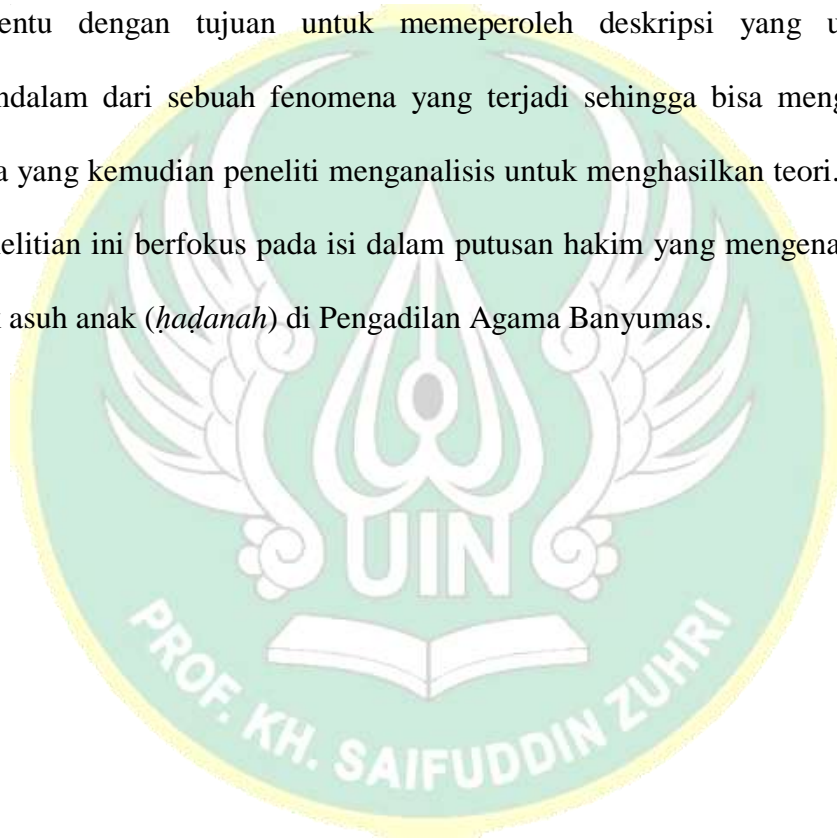 entu dengan tujuan untuk memeperoleh deskripsi yang u
ndalam dari sebuah fenomena yang terjadi sehingga bisa meng
a yang kemudian peneliti menganalisis untuk menghasilkan teori.
elitian ini berfokus pada isi dalam putusan hakim yang mengena
k asuh anak (ḥaḍanah) di Pengadilan Agama Banyumas.
UIN
PROF. KH. SAIFUDDIN ZUHRI